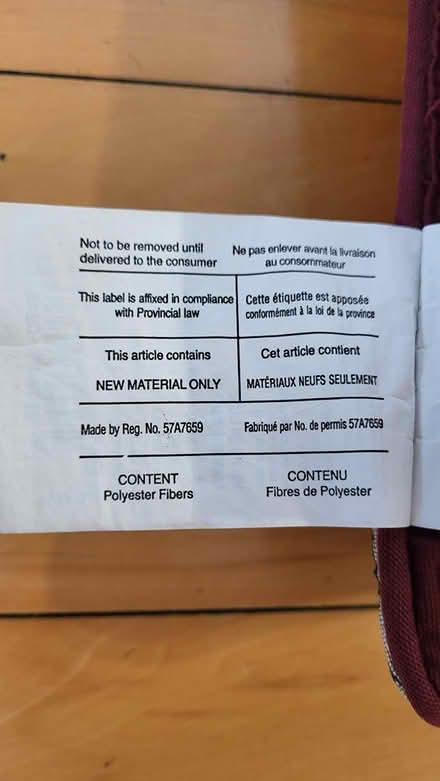 Not to be removed until
delivered to the consumer
Ne pas enlever avant la livraison
au consommateur
This label is affixed in compliance
with Provincial law
Cette étiquette est apposée
conformément à la loi de la province
This article contains
NEW MATERIAL ONLY
Cet article contient
MATÉRIAUX NEUFS SEULEMENT
Made by Reg. No. 57A7659
Fabriqué par No. de permis 57A7659
CONTENT
Polyester Fibers
CONTENU
Fibres de Polyester